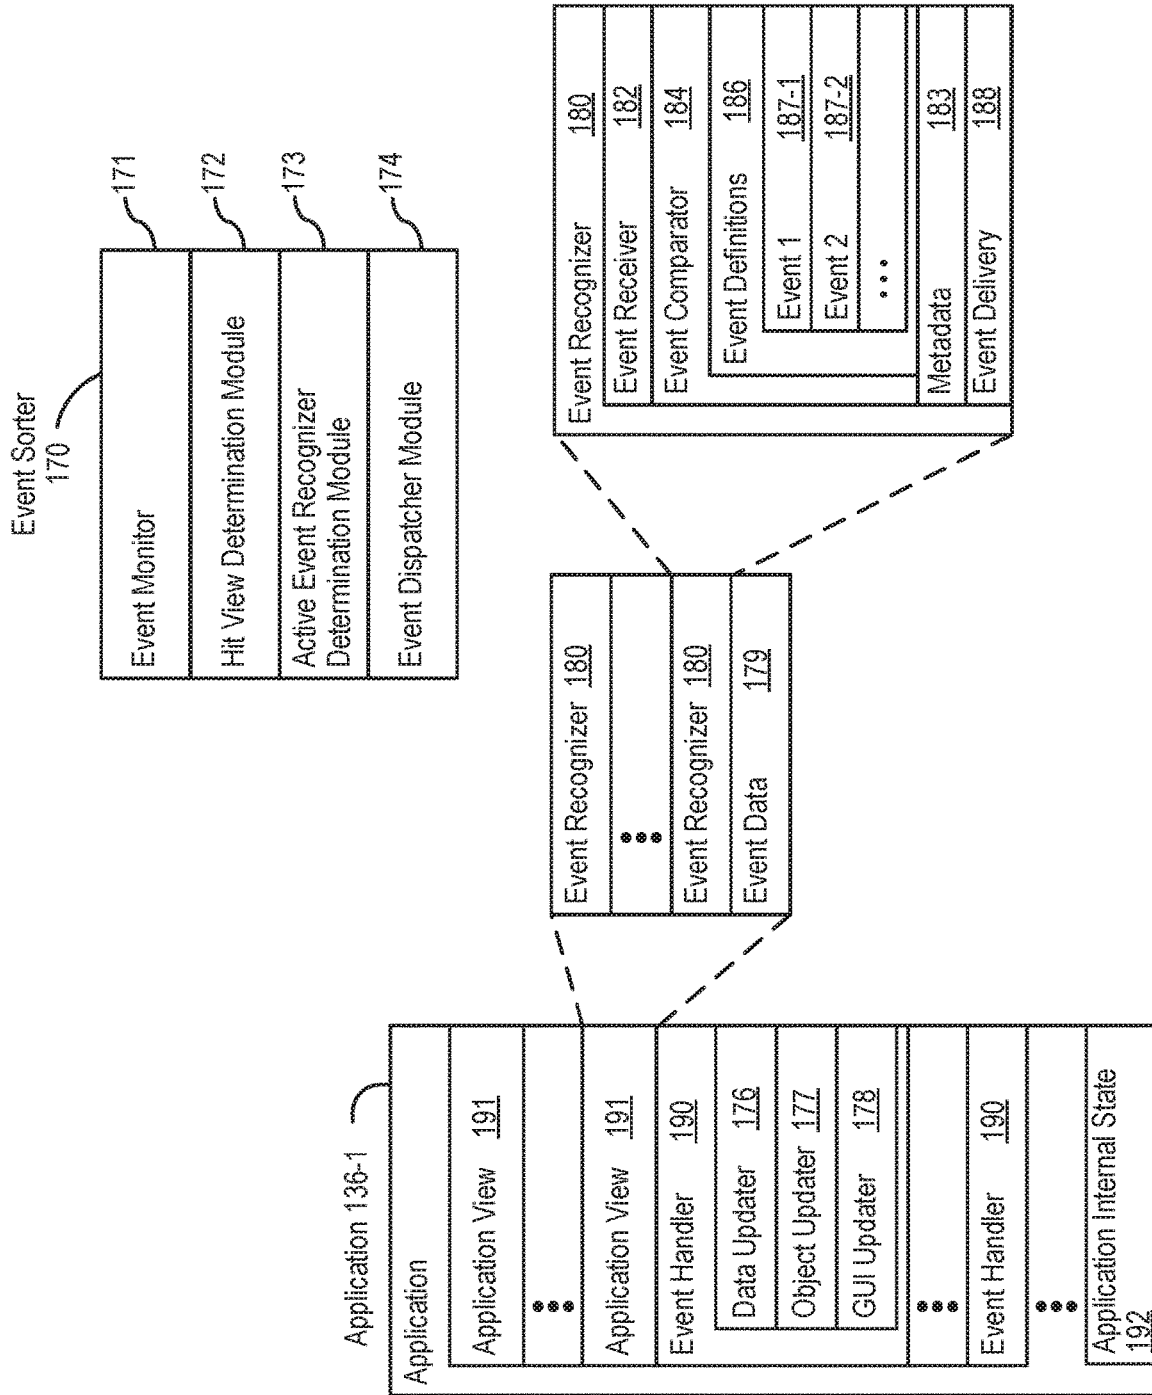 Event Sorter
170
Event Monitor
171
Hit View Determination Module
172
Active Event Recognizer
Determination Module
173
Event Dispatcher Module
174
Application 136-1
Application
Application View 191
•••
Application View 191
Event Handler 190
Data Updater 176
Object Updater 177
GUI Updater 178
•••
Event Handler 190
•••
Application Internal State
192
Event Recognizer 180
•••
Event Recognizer 180
Event Data 179
Event Recognizer 180
Event Receiver 182
Event Comparator 184
Event Definitions 186
Event 1 187-1
Event 2 187-2
•••
Metadata 183
Event Delivery 188